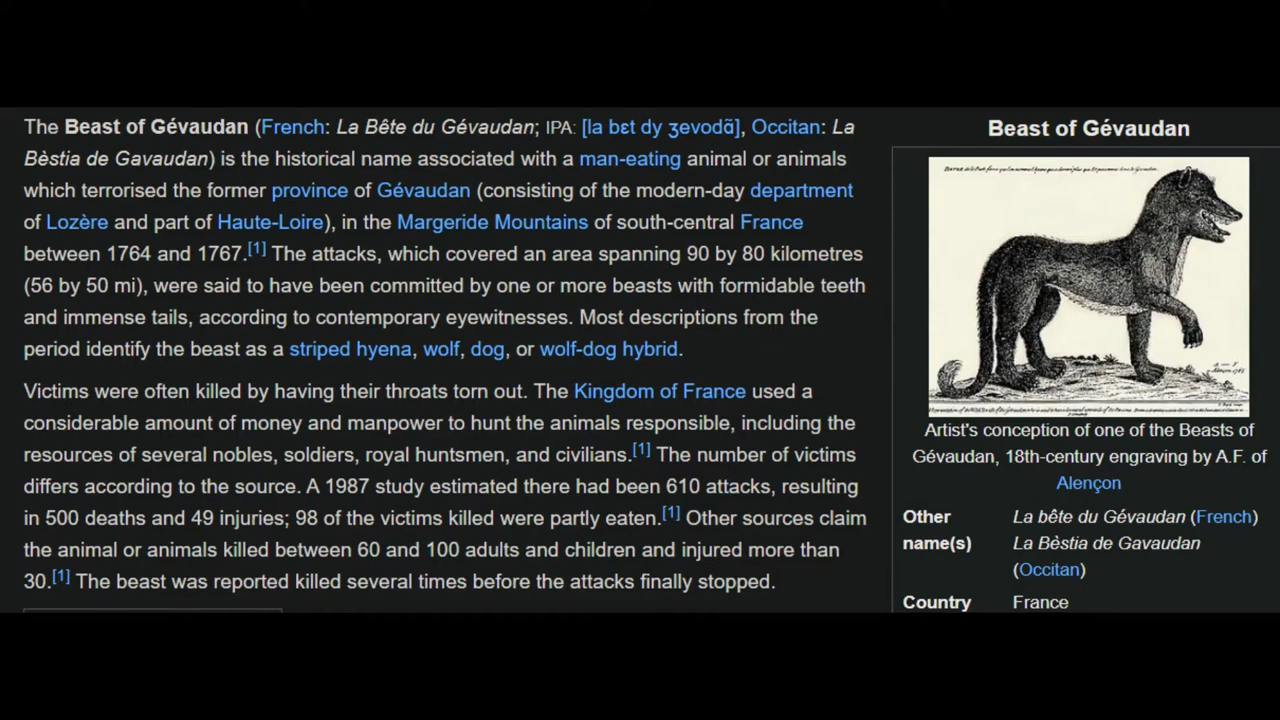 The Beast of Gévaudan (French: La Bête du Gévaudan; IPA: [la bɛt dy ʒevodɑ̃], Occitan: La
Bèstia de Gavaudan) is the historical name associated with a man-eating animal or animals
which terrorised the former province of Gévaudan (consisting of the modern-day department
of Lozère and part of Haute-Loire), in the Margeride Mountains of south-central France
between 1764 and 1767.[1] The attacks, which covered an area spanning 90 by 80 kilometres
(56 by 50 mi), were said to have been committed by one or more beasts with formidable teeth
and immense tails, according to contemporary eyewitnesses. Most descriptions from the
period identify the beast as a striped hyena, wolf, dog, or wolf-dog hybrid.
Victims were often killed by having their throats torn out. The Kingdom of France used a
considerable amount of money and manpower to hunt the animals responsible, including the
resources of several nobles, soldiers, royal huntsmen, and civilians.[1] The number of victims
differs according to the source. A 1987 study estimated there had been 610 attacks, resulting
in 500 deaths and 49 injuries; 98 of the victims killed were partly eaten.[1] Other sources claim
the animal or animals killed between 60 and 100 adults and children and injured more than
30.[1] The beast was reported killed several times before the attacks finally stopped.
Beast of Gévaudan
Artist's conception of one of the Beasts of
Gévaudan, 18th-century engraving by A.F. of
Alençon
Other La bête du Gévaudan (French)
name(s) La Bèstia de Gavaudan
(Occitan)
Country France